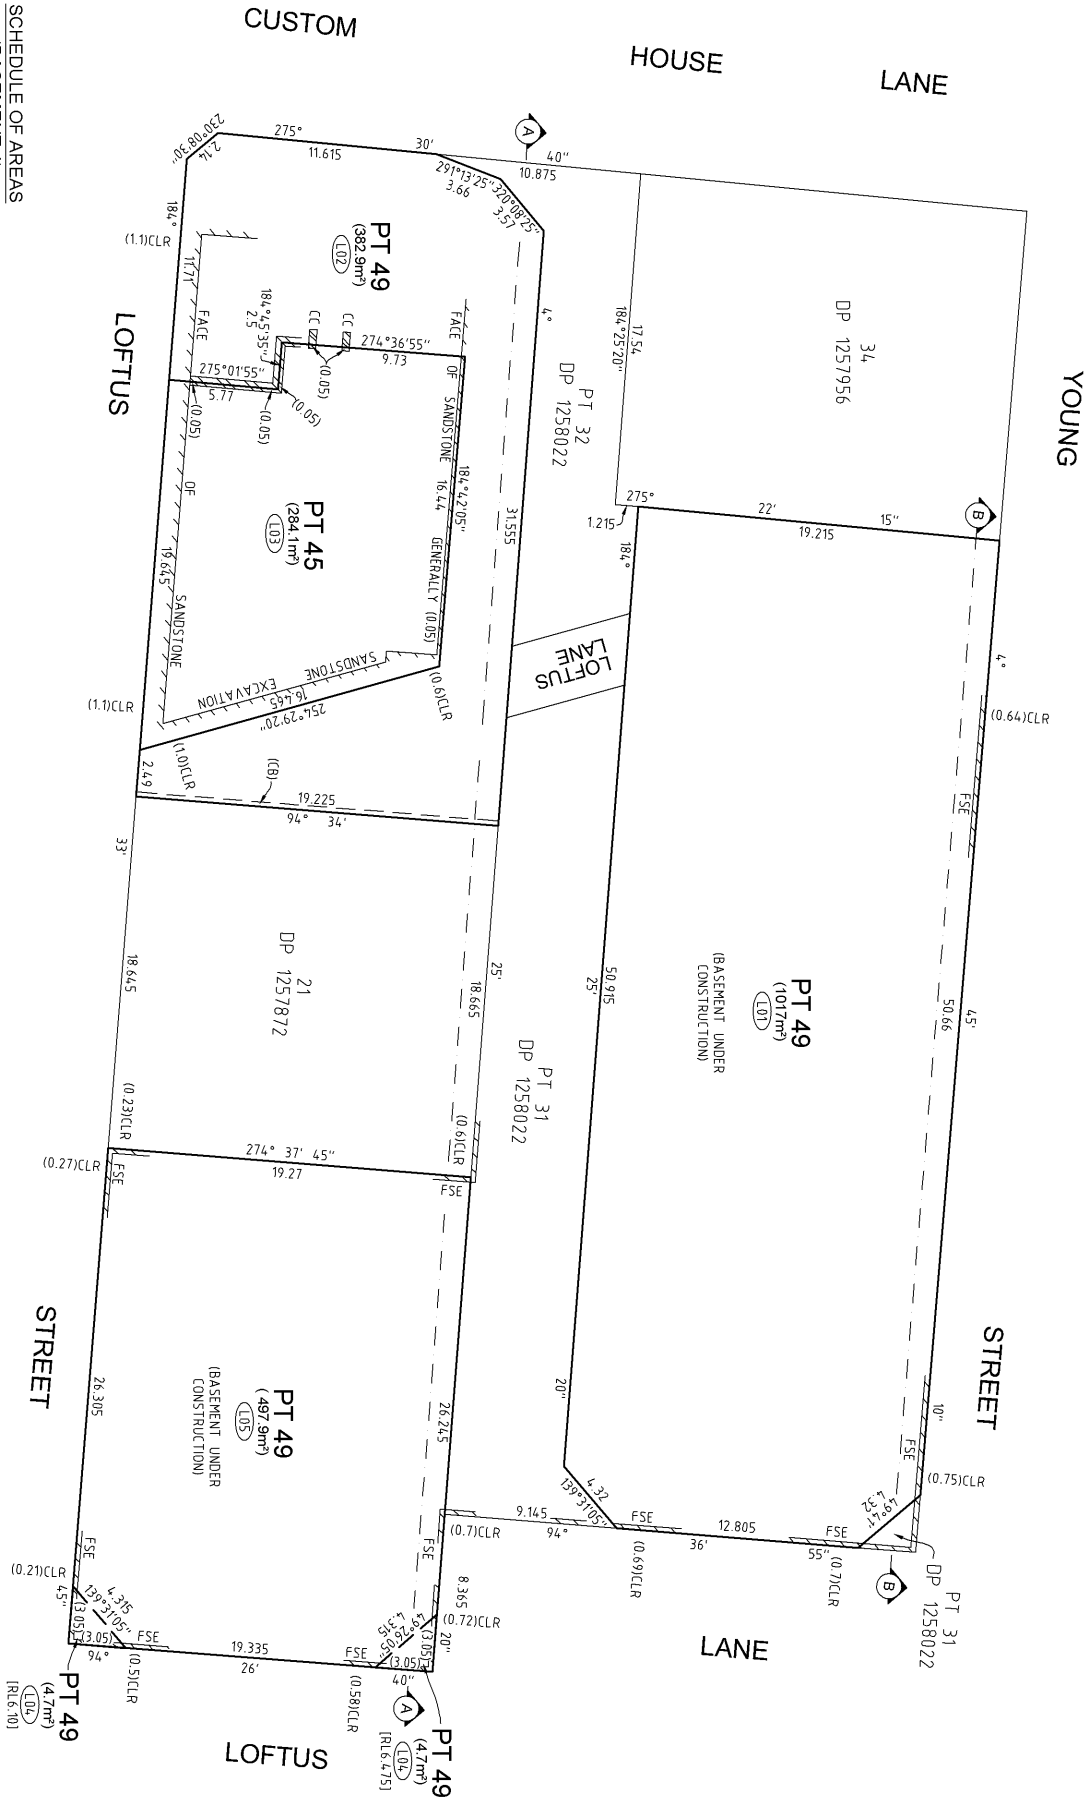 SCHEDULE OF AREAS
CUSTOM
HOUSE
LANE
YOUNG
STREET
LANE
LOFTUS
STREET
LOFTUS
LOFTUS
LANE
230°08'30"
2.14
275°
11.615
30'
40"
10.875
291°13'25"
3.66
320°08'25"
3.57
A
184°
(1.1)CLR
11.71
PT 49
(382.9m²)
L02
FACE
184°45'35"
2.5
CC
CC
(0.05)
274°36'55"
9.73
FACE
OF
SANDSTONE
GENERALLY
(0.05)
184°42'05"
16.44
275°01'55"
5.77
(0.05)
(0.05)
(0.05)
OF
SANDSTONE
19.645
PT 45
(284.1m²)
L03
SANDSTONE
EXCAVATION
16.465
254°29'20"
(0.6)CLR
(1.0)CLR
(1.1)CLR
2.49
(CB)
19.225
94° 34'
4°
31.555
PT 32
DP 1258022
17.54
184°25'20"
34
DP 1257956
275°
22'
15"
19.215
1.215
184°
B
4°
(0.64)CLR
FSE
50.66
45'
10"
PT 49
(1017m²)
L01
(BASEMENT UNDER
CONSTRUCTION)
50.915
25'
20"
33'
18.645
21
DP 1257872
25'
18.665
PT 31
DP 1258022
(0.23)CLR
(0.6)CLR
(0.27)CLR
FSE
274° 37' 45"
19.27
FSE
26.305
26.245
PT 49
(497.9m²)
L05
(BASEMENT UNDER
CONSTRUCTION)
4.32
139°31'05"
9.145
94°
FSE
(0.7)CLR
(0.69)CLR
12.805
36'
FSE
55"
(0.7)CLR
FSE
(0.75)CLR
49°41'
4.32
B
PT 31
DP 1258022
FSE
8.365
20"
(0.72)CLR
49°26'05"
4.315
(3.05)
(3.05)
FSE
40"
(0.58)CLR
A
19.335
26'
FSE
(0.21)CLR
45"
4.315
139°31'05"
(3.05)
(3.05)
94°
FSE
(0.5)CLR
PT 49
(4.7m²)
L04
[RL6.10]
PT 49
(4.7m²)
L04
[RL6.475]